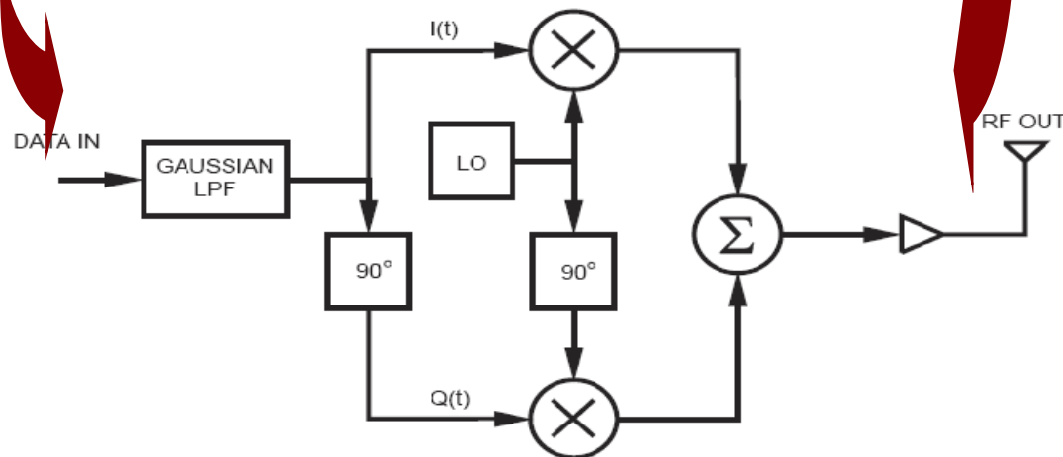 I(t)
DATA IN
RF OUT
GAUSSIAN
LPF
LO
90°
90°
Σ
Q(t)